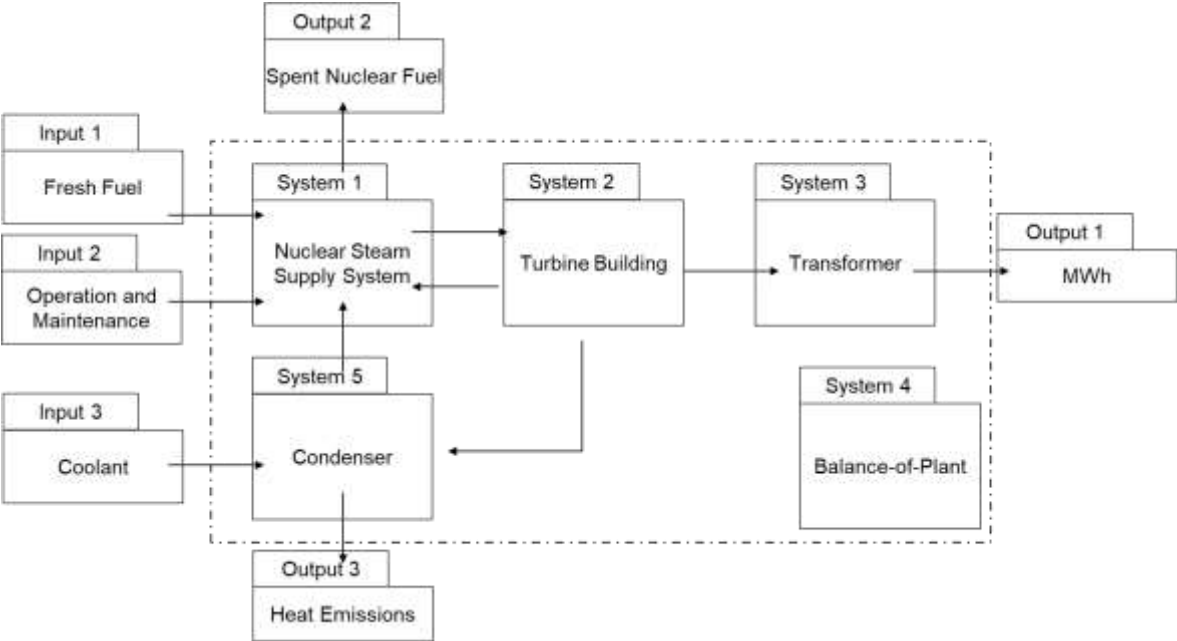 Output 2
Spent Nuclear Fuel
Input 1
Fresh Fuel
System 1
Nuclear Steam
Supply System
System 2
Turbine Building
System 3
Transformer
Output 1
MWh
Input 2
Operation and
Maintenance
System 5
Condenser
System 4
Balance-of-Plant
Input 3
Coolant
Output 3
Heat Emissions